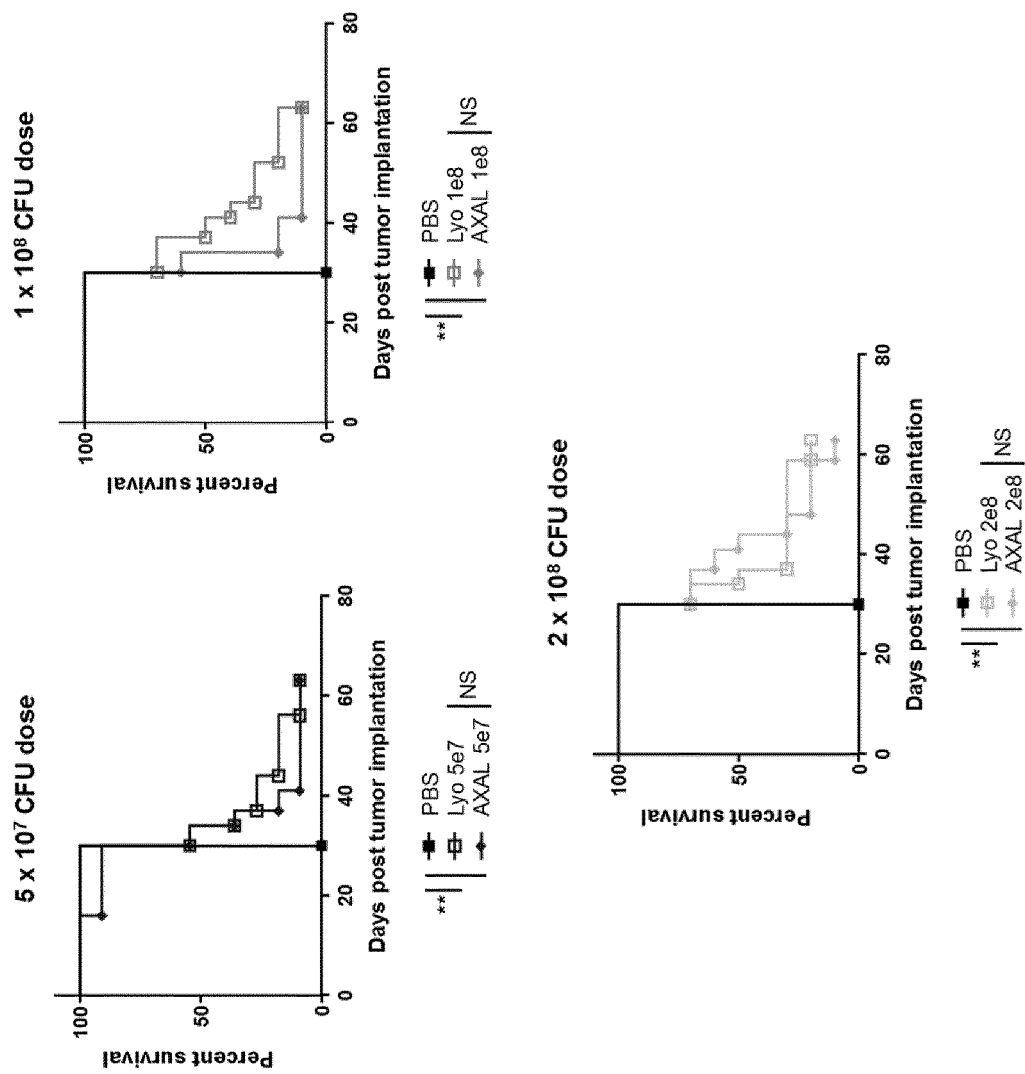 5 x 10⁷ CFU dose
Percent survival
100
50
0
0 20 40 60 80
Days post tumor implantation
** PBS
Lyo 5e7
AXAL 5e7 NS
1 x 10⁸ CFU dose
Percent survival
100
50
0
0 20 40 60 80
Days post tumor implantation
** PBS
Lyo 1e8
AXAL 1e8 NS
2 x 10⁸ CFU dose
Percent survival
100
50
0
0 20 40 60 80
Days post tumor implantation
** PBS
Lyo 2e8
AXAL 2e8 NS